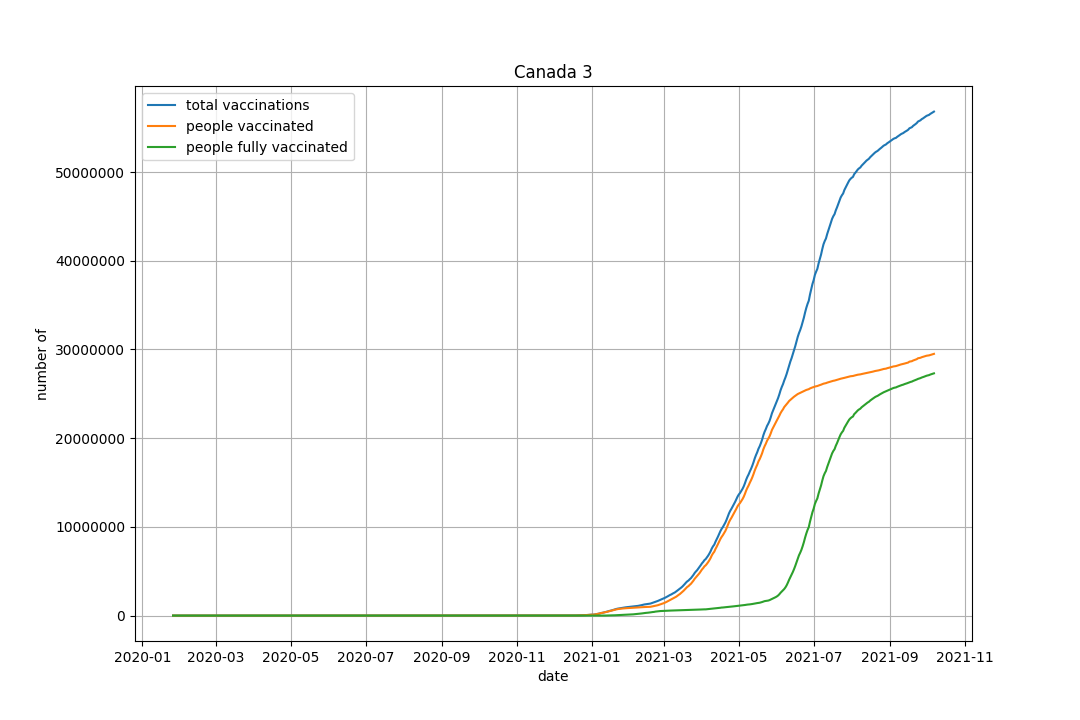 Canada 3
total vaccinations
people vaccinated
people fully vaccinated
number of
50000000
40000000
30000000
20000000
10000000
0
2020-01 2020-03 2020-05 2020-07 2020-09 2020-11 2021-01 2021-03 2021-05 2021-07 2021-09 2021-11
date